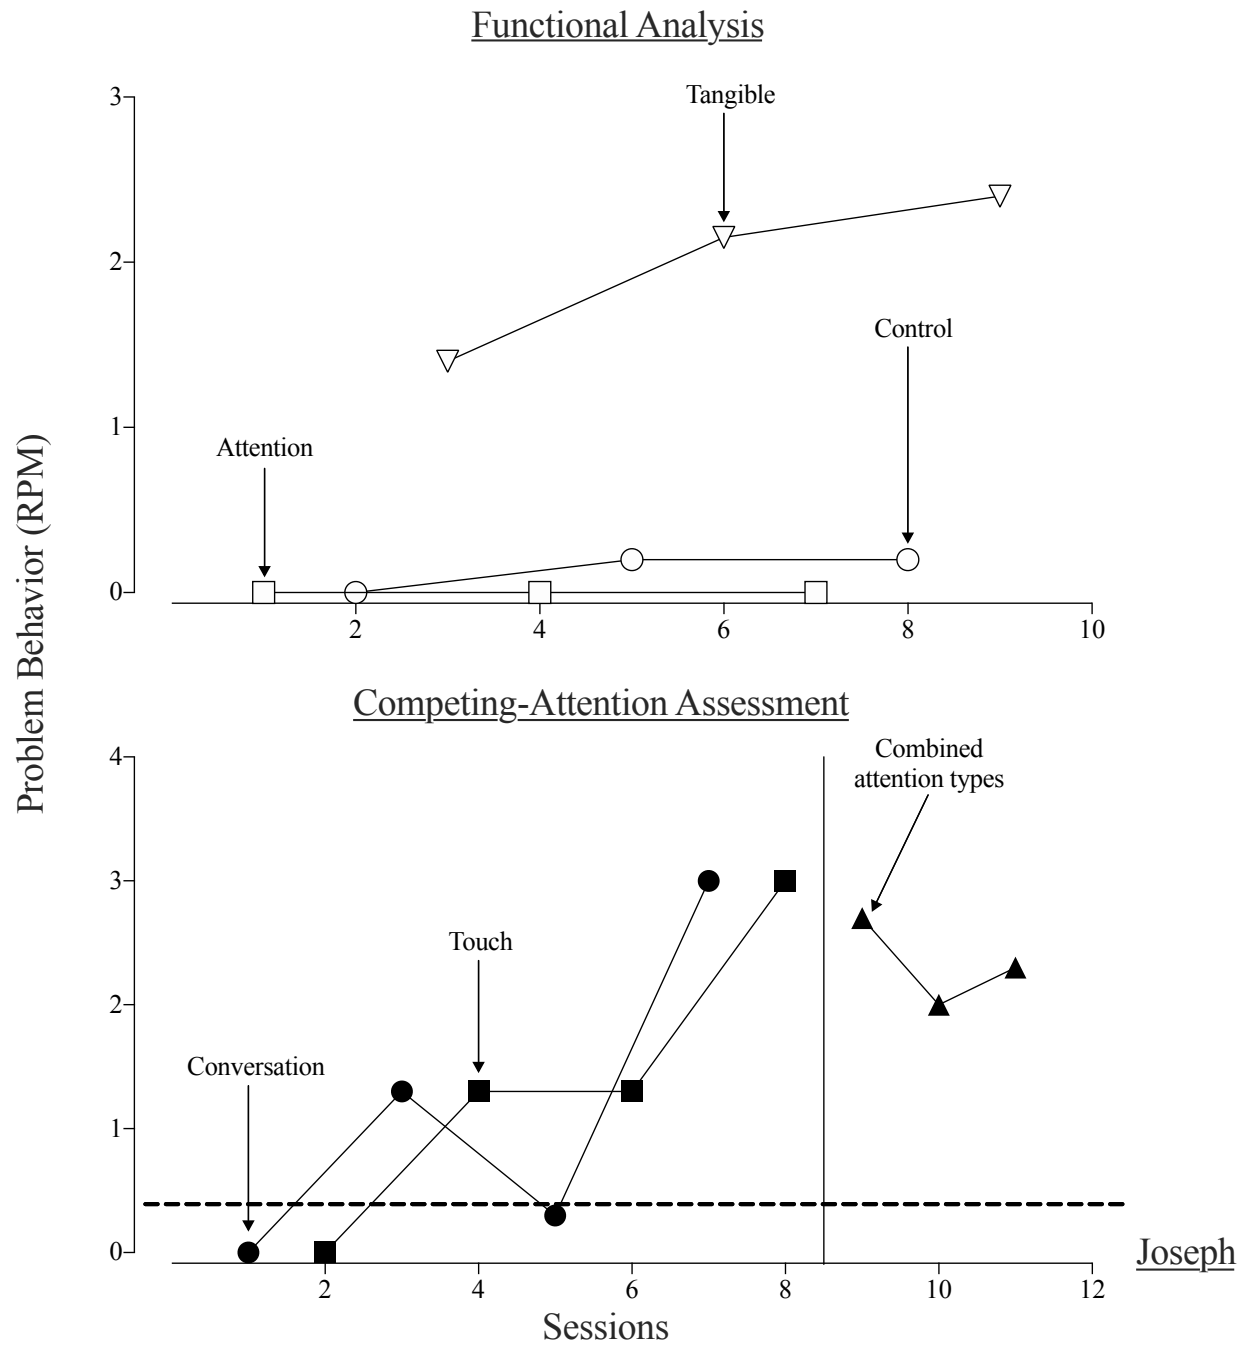 Functional Analysis
3
Tangible
2
Control
1
Attention
0
2 4 6 8 10
Problem Behavior (RPM)
Competing-Attention Assessment
4
Combined
attention types
3
Touch
2
Conversation
1
0
Joseph
2 4 6 8 10 12
Sessions